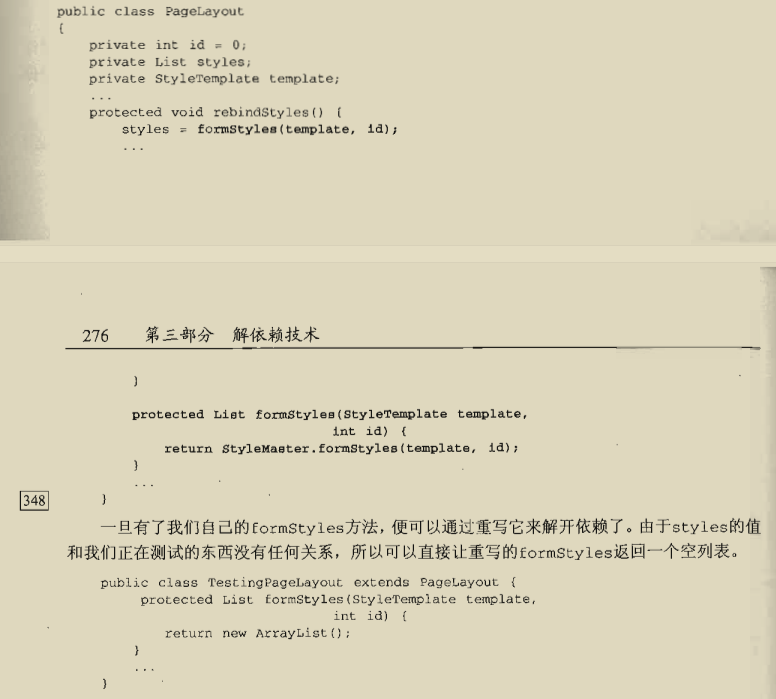 public class PageLayout
{
    private int id = 0;
    private List styles;
    private StyleTemplate template;
    ...
    protected void rebindStyles() {
        styles = formStyles(template, id);
        ...
276 第三部分 解依赖技术
    }
    protected List formStyles(StyleTemplate template,
                              int id) {
        return StyleMaster.formStyles(template, id);
    }
    ...
348 }
一旦有了我们自己的formStyles方法，便可以通过重写它来解开依赖了。由于styles的值
和我们正在测试的东西没有任何关系，所以可以直接让重写的formStyles返回一个空列表。
public class TestingPageLayout extends PageLayout {
    protected List formStyles(StyleTemplate template,
                              int id) {
        return new ArrayList();
    }
    ...
}